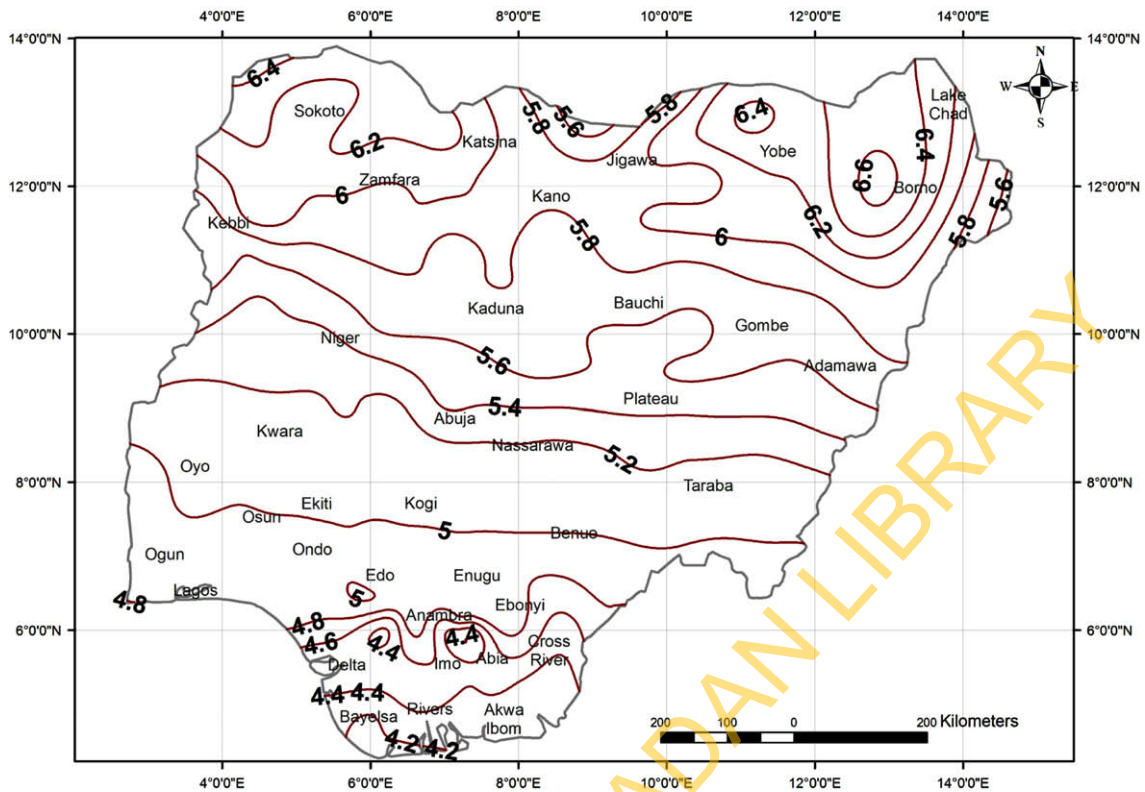 4°0'0"E 6°0'0"E 8°0'0"E 10°0'0"E 12°0'0"E 14°0'0"E
14°0'0"N 14°0'0"N
N
W E
S
6.4
Sokoto
5.8 5.6 5.8
6.4
Lake
Chad
6.2
Katsina
Yobe
6.4
Jigawa
Zamfara
12°0'0"N 12°0'0"N
6
Kano
6.6
Borno
5.6
Kebbi
5.8
6
6.2
5.8
Kaduna
Bauchi
Gombe
10°0'0"N 10°0'0"N
Niger
5.6
Adamawa
Plateau
5.4
Abuja
Kwara
Nassarawa
5.2
Oyo
8°0'0"N 8°0'0"N
Taraba
Ekiti
Kogi
Osun
5
Benue
Ogun
Ondo
Edo
Enugu
Lagos
4.8
5
Ebonyi
Anambra
4.8
6°0'0"N 6°0'0"N
4.6
4.4
4.4
Cross
River
Delta
Imo
Abia
4.4 4.4
Bayelsa
Rivers
Akwa
Ibom
4.2 4.2
200 100 0 200 Kilometers
4°0'0"E 6°0'0"E 8°0'0"E 10°0'0"E 12°0'0"E 14°0'0"E
ADAN LIBRARY